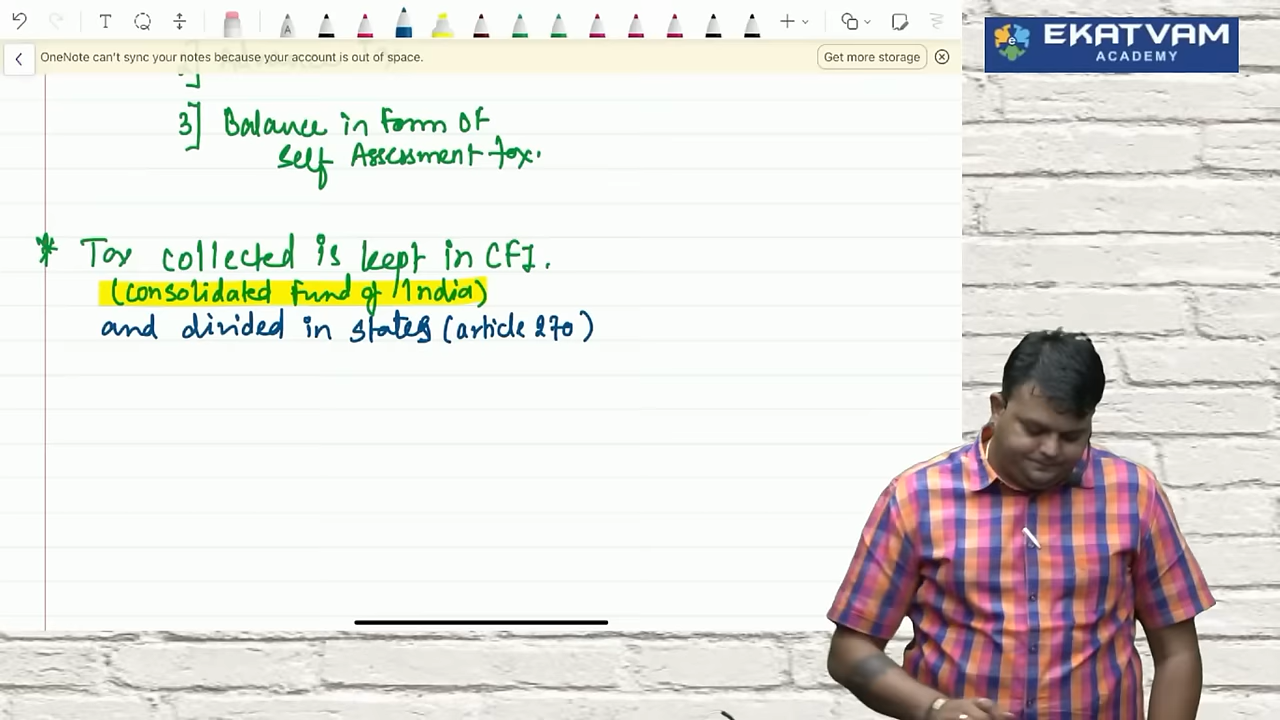 T
A
EKATVAM
ACADEMY
OneNote can't sync your notes because your account is out of space.
Get more storage
3] Balance in form of
Self Assessment tax.
* Tax collected is kept in CFI.
(consolidated fund of India)
and divided in states (article 270)